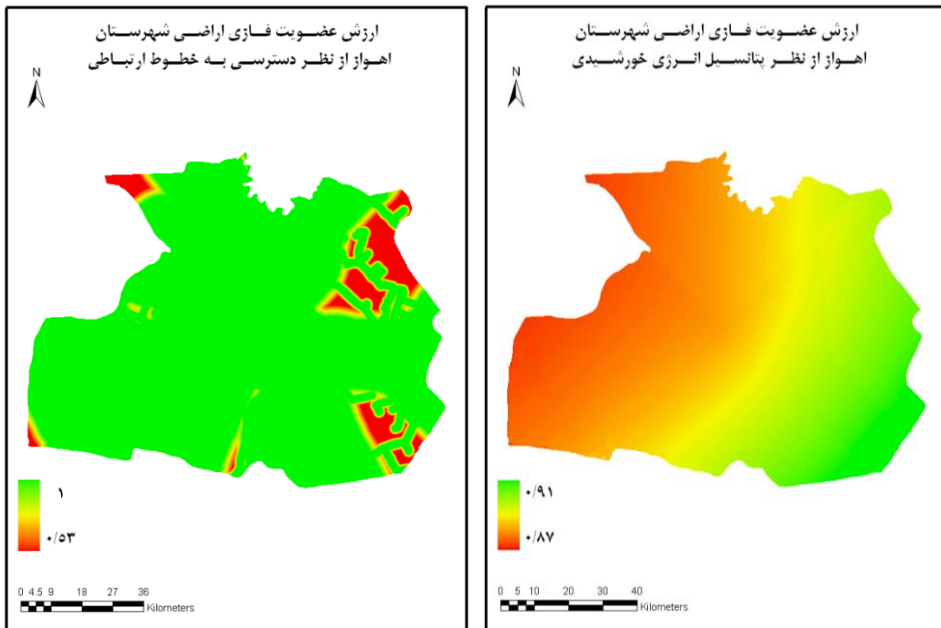 ارزش عضویت فازی اراضی شهرستان
اهواز از نظر دسترسی به خطوط ارتباطی
N
۱
۰/۵۳
0 4.5 9 18 27 36
Kilometers
ارزش عضویت فازی اراضی شهرستان
اهواز از نظر پتانسیل انرژی خورشیدی
N
۰/۹۱
۰/۸۷
0 5 10 20 30 40
Kilometers